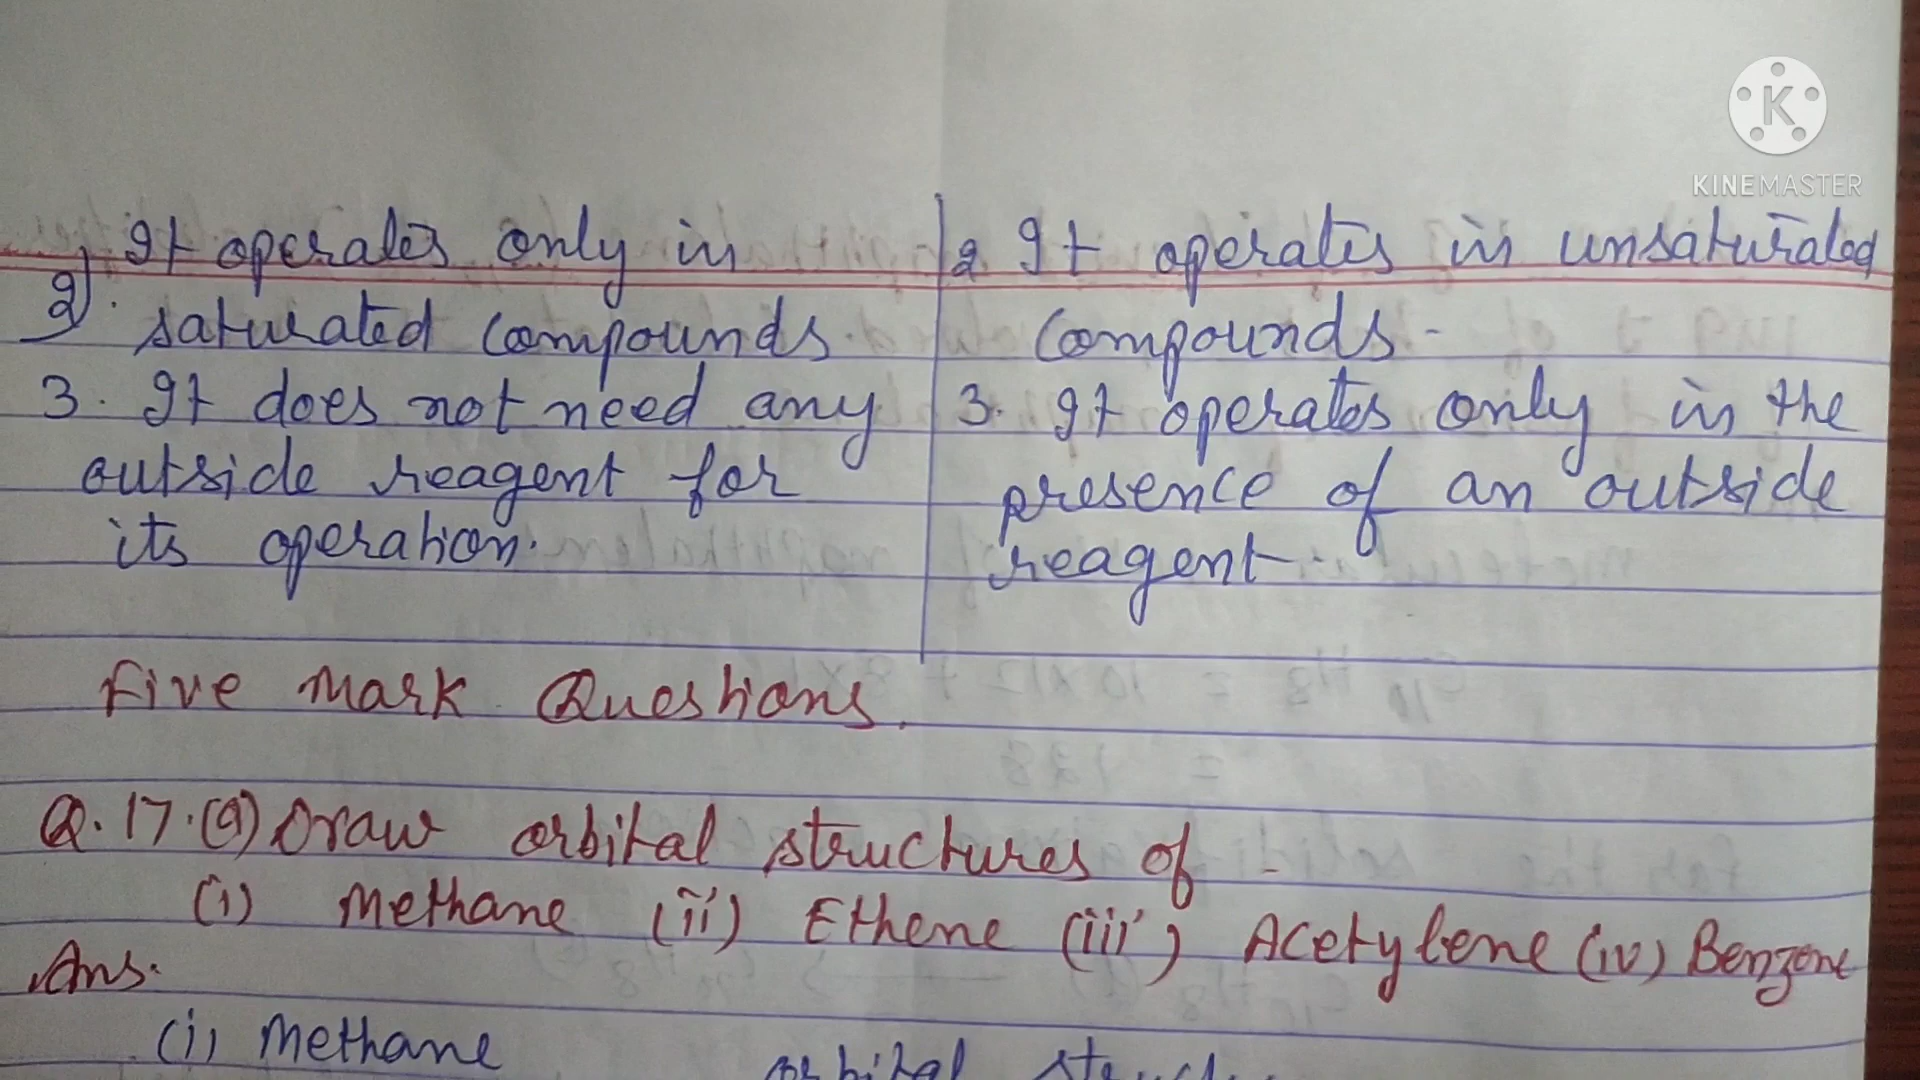 KINEMASTER
2) It operates only in
saturated compounds.
3. It does not need any
outside reagent for
its operation.
2 It operates in unsaturated
compounds.
3. It operates only in the
presence of an outside
reagent.
Five Mark Questions.
Q.17.(a) Draw orbital structures of
(i) Methane (ii) Ethene (iii) Acetylene (iv) Benzene
Ans.
(i) Methane
orbital